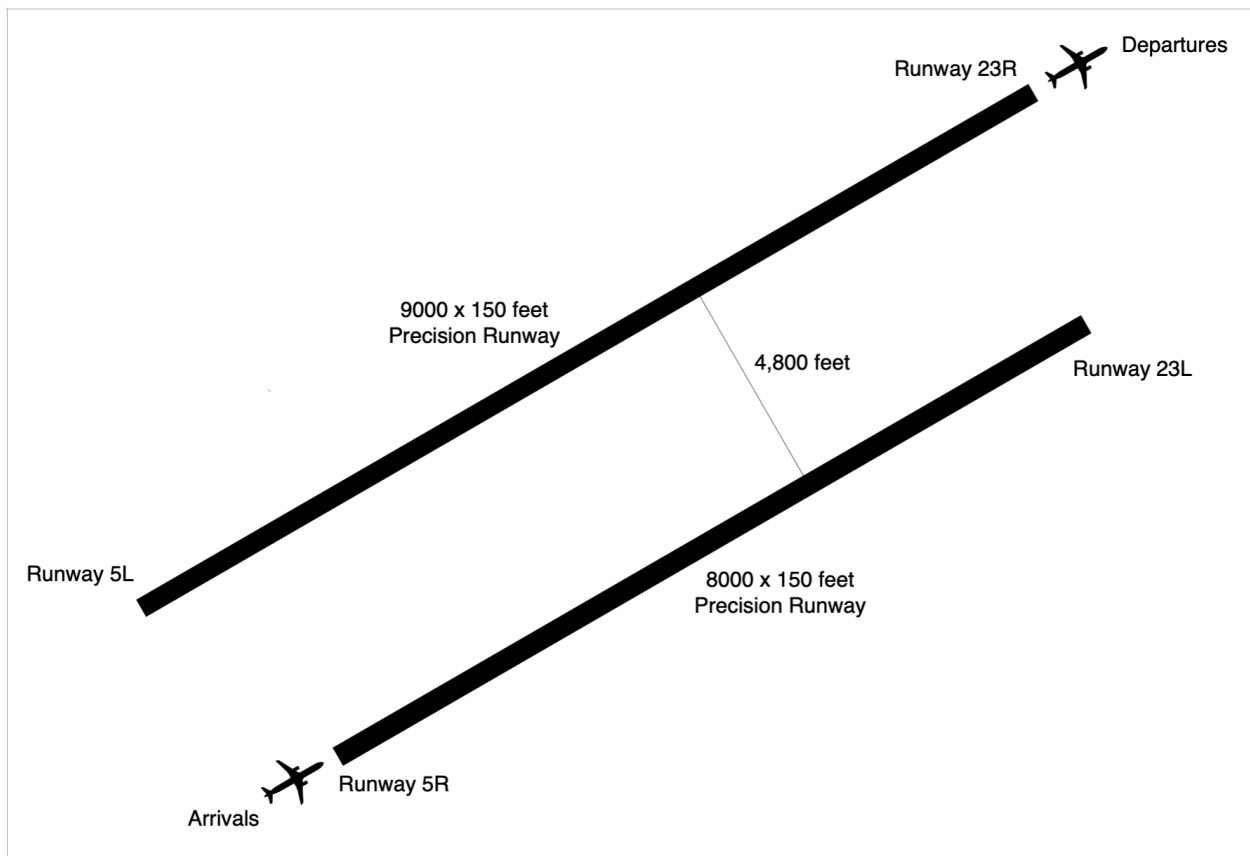 Departures
Runway 23R
9000 x 150 feet
Precision Runway
4,800 feet
Runway 23L
Runway 5L
8000 x 150 feet
Precision Runway
Runway 5R
Arrivals